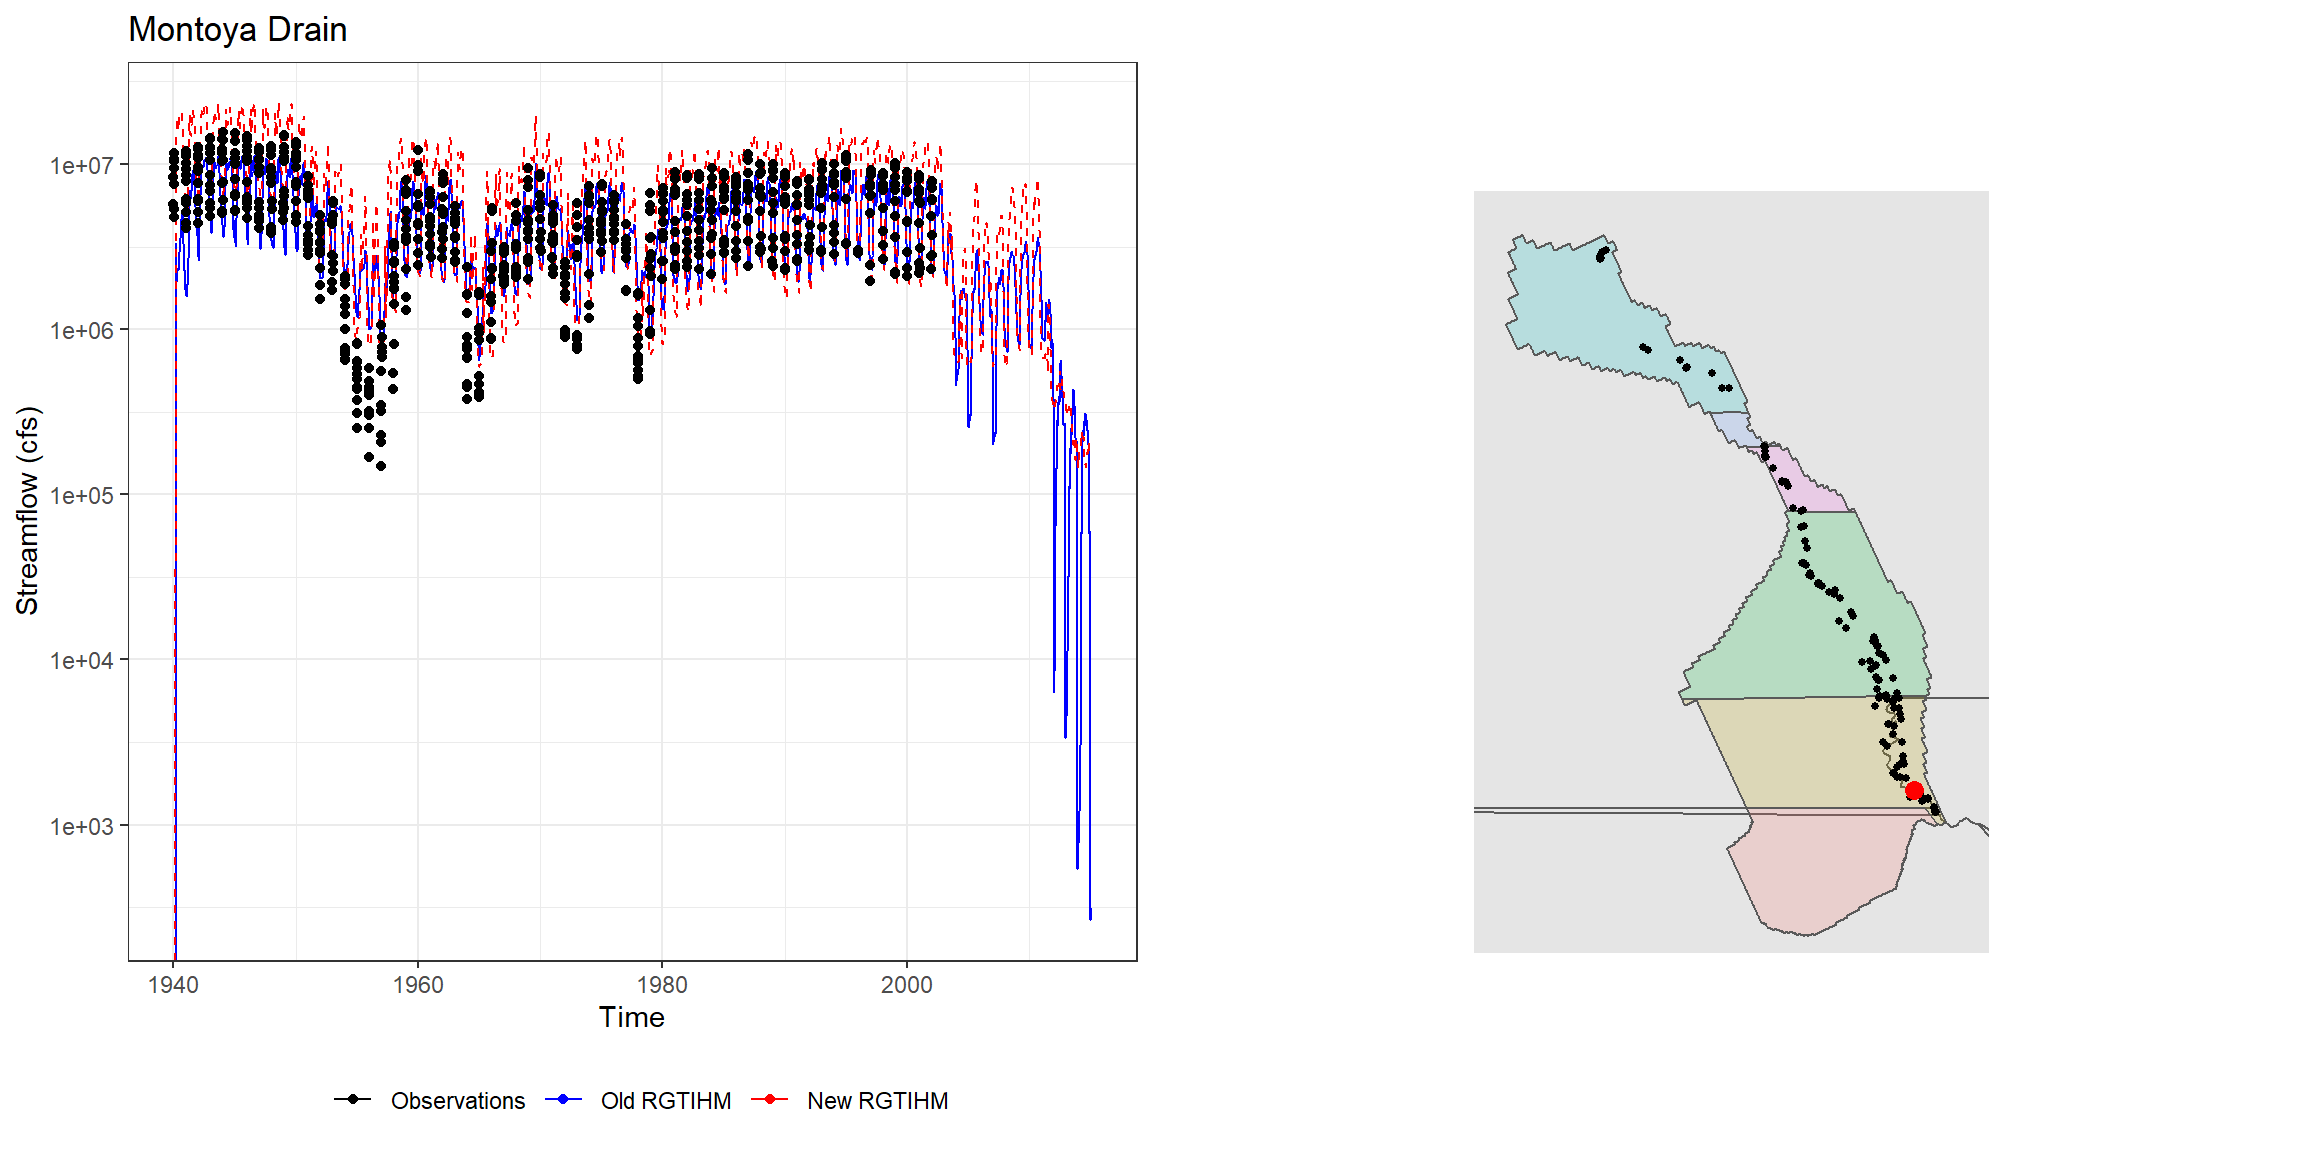 Montoya Drain
Streamflow (cfs)
1e+07
1e+06
1e+05
1e+04
1e+03
1940 1960 1980 2000
Time
Observations Old RGTIHM New RGTIHM